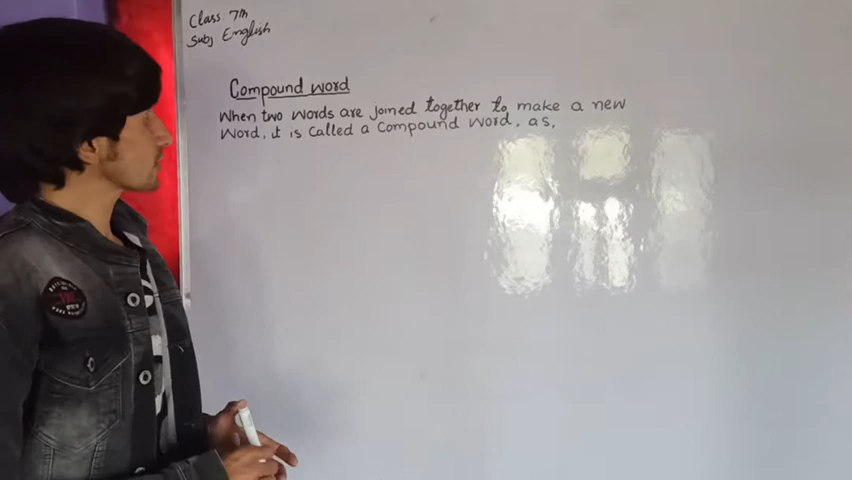 Class 7th
Subj English
Compound word
When two words are joined together to make a new
word, it is called a compound word. as,